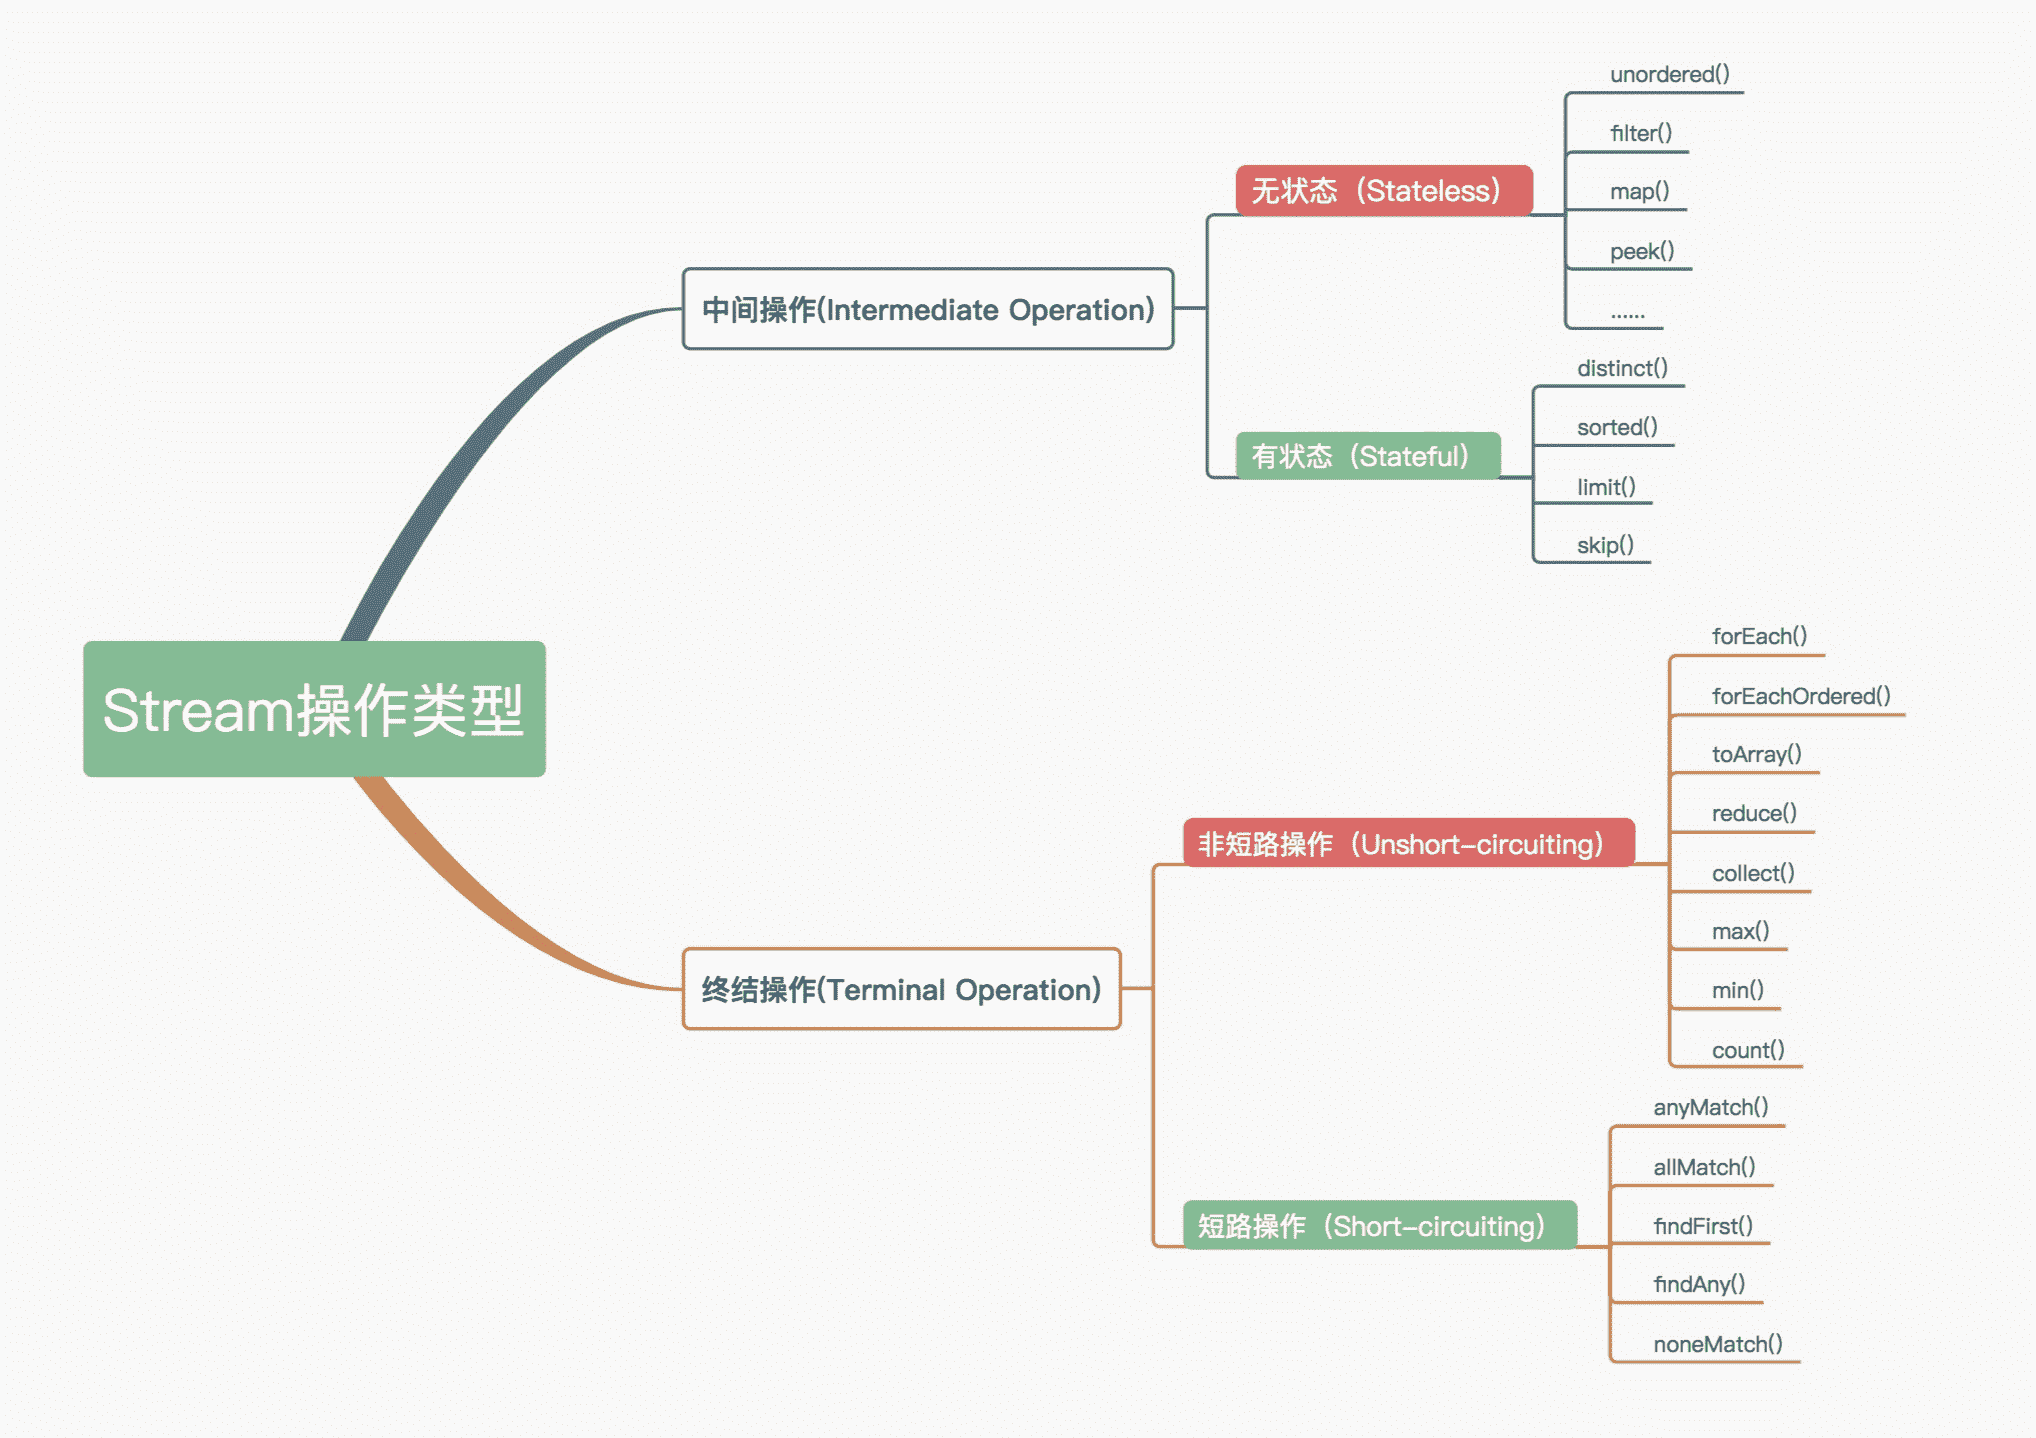 Stream操作类型
中间操作(Intermediate Operation)
无状态（Stateless）
unordered()
filter()
map()
peek()
......
有状态（Stateful）
distinct()
sorted()
limit()
skip()
终结操作(Terminal Operation)
非短路操作（Unshort-circuiting）
forEach()
forEachOrdered()
toArray()
reduce()
collect()
max()
min()
count()
短路操作（Short-circuiting）
anyMatch()
allMatch()
findFirst()
findAny()
noneMatch()